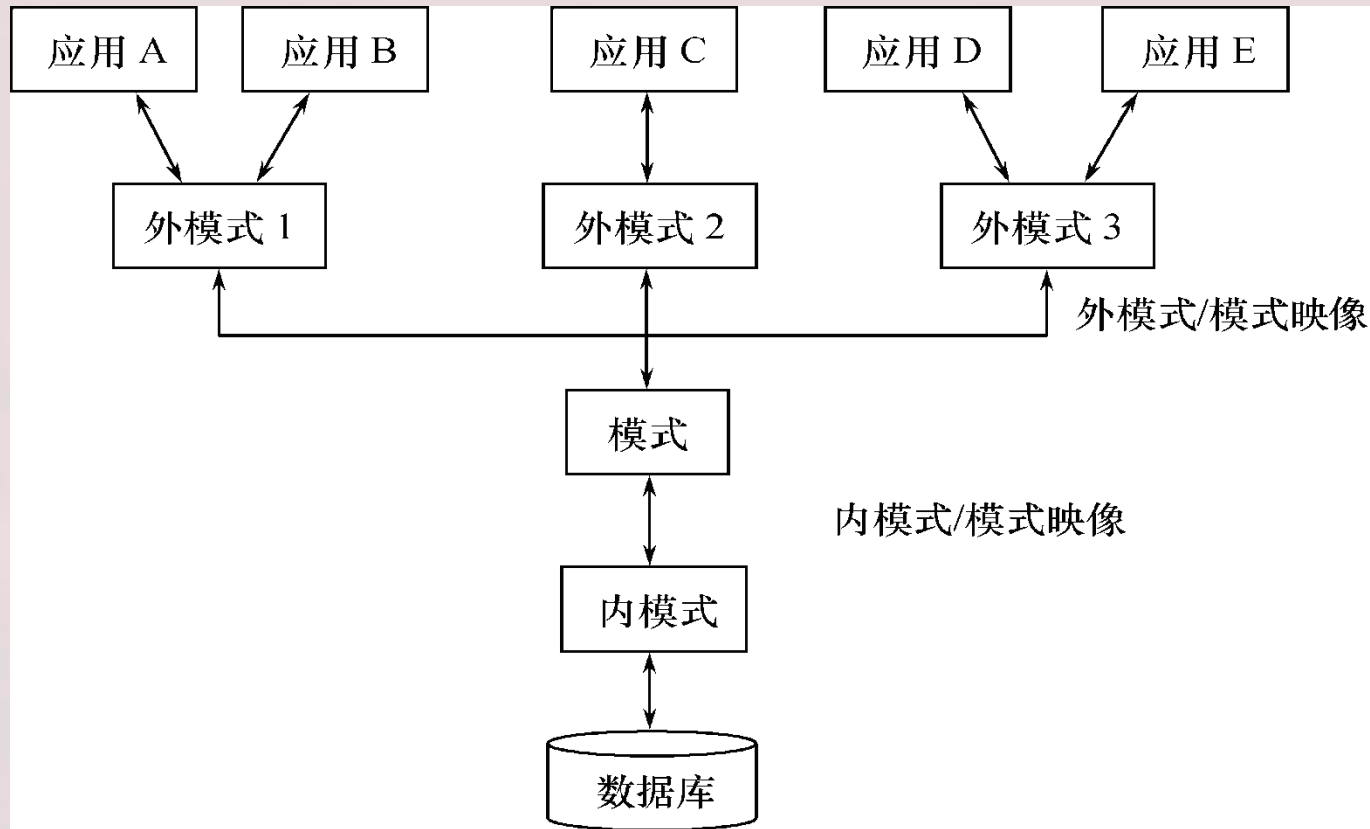 应用 A
应用 B
应用 C
应用 D
应用 E
外模式 1
外模式 2
外模式 3
外模式/模式映像
模式
内模式/模式映像
内模式
数据库